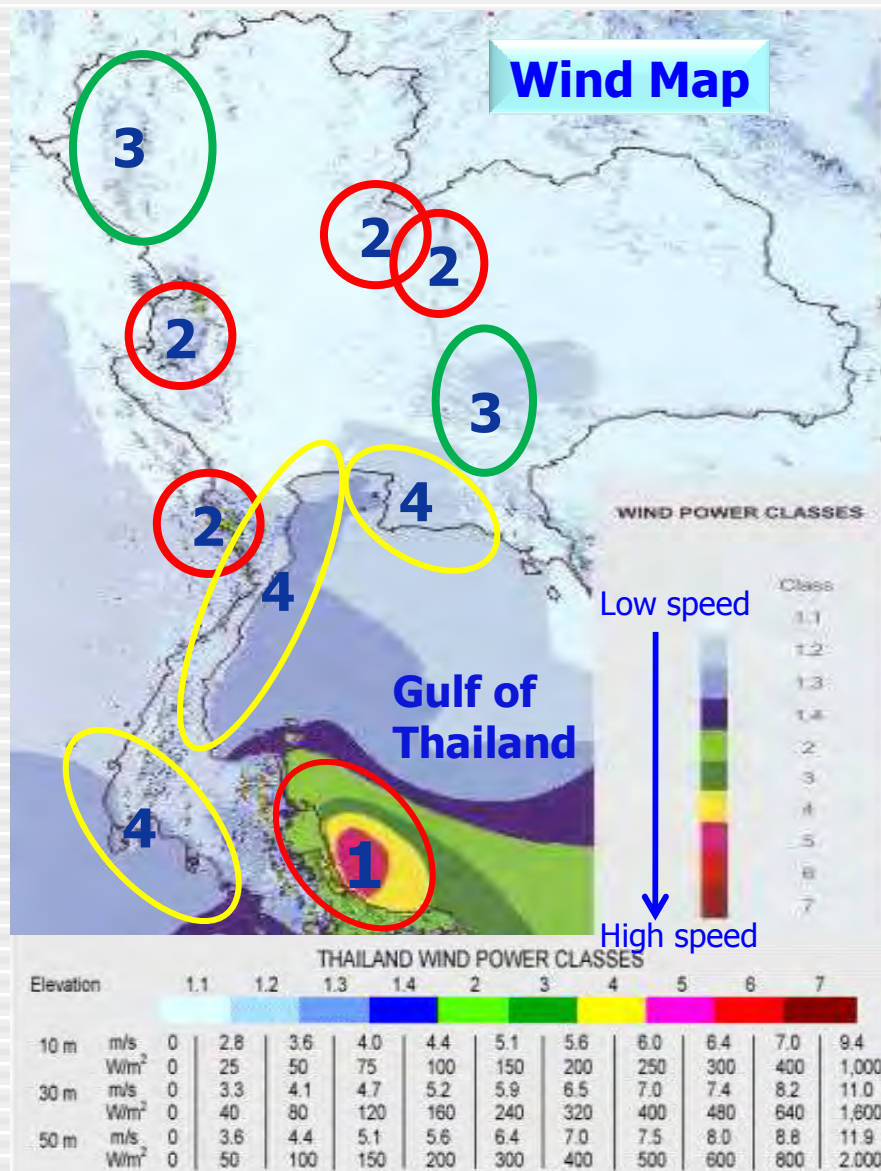 Wind Map
3
2
2
2
3
4
2
4
WIND POWER CLASSES
Class
Low speed
1.1
1.2
1.3
1.4
2
3
4
5
6
7
High speed
Gulf of
Thailand
4
1
THAILAND WIND POWER CLASSES
Elevation 1.1 1.2 1.3 1.4 2 3 4 5 6 7
10 m m/s 0 2.8 3.6 4.0 4.4 5.1 5.6 6.0 6.4 7.0 9.4
W/m² 0 25 50 75 100 150 200 250 300 400 1,000
30 m m/s 0 3.3 4.1 4.7 5.2 5.9 6.5 7.0 7.4 8.2 11.0
W/m² 0 40 80 120 160 240 320 400 480 640 1,600
50 m m/s 0 3.6 4.4 5.1 5.6 6.4 7.0 7.5 8.0 8.8 11.9
W/m² 0 50 100 150 200 300 400 500 600 800 2.000